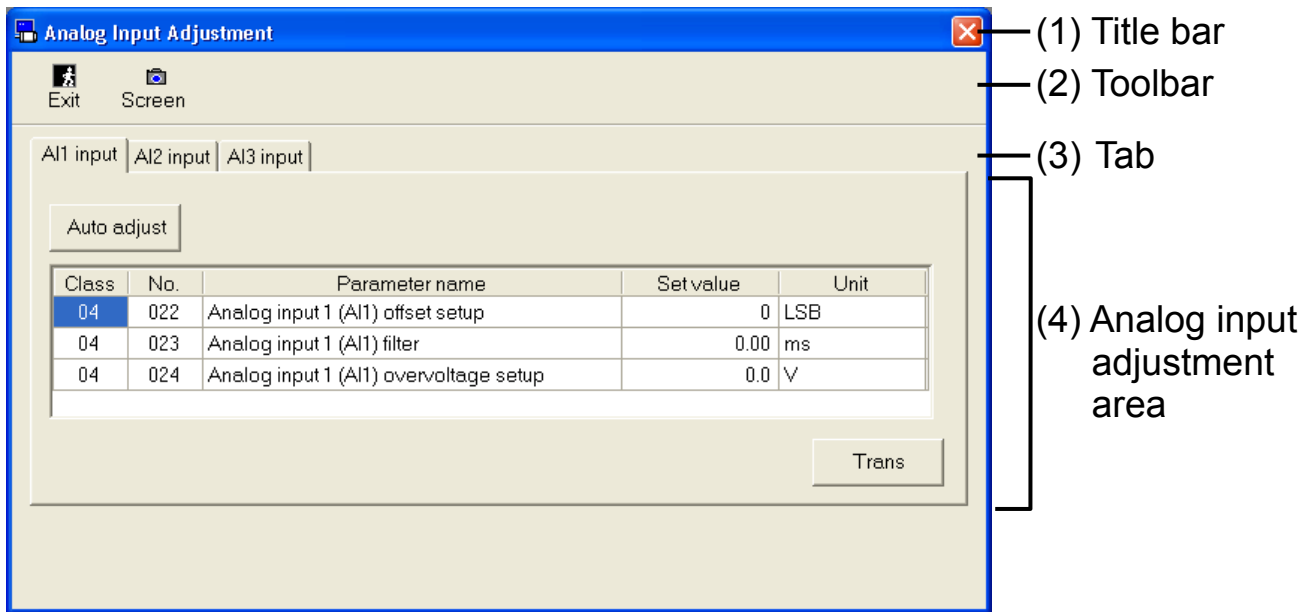 Analog Input Adjustment
(1) Title bar
Exit Screen
(2) Toolbar
AI1 input AI2 input AI3 input
(3) Tab
Auto adjust
Class No. Parameter name Set value Unit
04 022 Analog input 1 (AI1) offset setup 0 LSB
04 023 Analog input 1 (AI1) filter 0.00 ms
04 024 Analog input 1 (AI1) overvoltage setup 0.0 V
Trans
(4) Analog input
adjustment
area